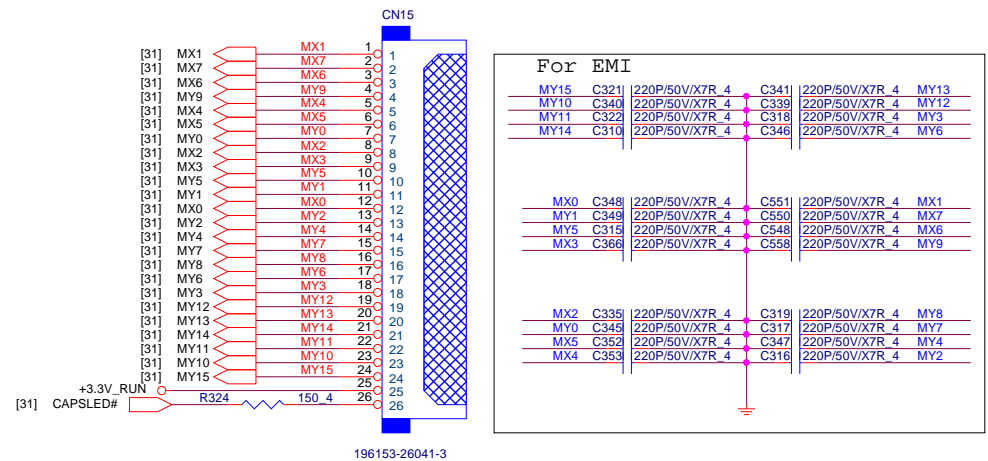 CN15
[31] MX1 MX1 1 1
[31] MX7 MX7 2 2
[31] MX6 MX6 3 3
[31] MY9 MY9 4 4
[31] MX4 MX4 5 5
[31] MX5 MX5 6 6
[31] MY0 MY0 7 7
[31] MX2 MX2 8 8
[31] MX3 MX3 9 9
[31] MY5 MY5 10 10
[31] MY1 MY1 11 11
[31] MX0 MX0 12 12
[31] MY2 MY2 13 13
[31] MY4 MY4 14 14
[31] MY7 MY7 15 15
[31] MY8 MY8 16 16
[31] MY6 MY6 17 17
[31] MY3 MY3 18 18
[31] MY12 MY12 19 19
[31] MY13 MY13 20 20
[31] MY14 MY14 21 21
[31] MY11 MY11 22 22
[31] MY10 MY10 23 23
[31] MY15 MY15 24 24
+3.3V_RUN 25 25
[31] CAPSLED# R324 150_4 26 26
196153-26041-3
For EMI
MY15 C321 220P/50V/X7R_4 C341 220P/50V/X7R_4 MY13
MY10 C340 220P/50V/X7R_4 C339 220P/50V/X7R_4 MY12
MY11 C322 220P/50V/X7R_4 C318 220P/50V/X7R_4 MY3
MY14 C310 220P/50V/X7R_4 C346 220P/50V/X7R_4 MY6
MX0 C348 220P/50V/X7R_4 C551 220P/50V/X7R_4 MX1
MY1 C349 220P/50V/X7R_4 C550 220P/50V/X7R_4 MX7
MY5 C315 220P/50V/X7R_4 C548 220P/50V/X7R_4 MX6
MX3 C366 220P/50V/X7R_4 C558 220P/50V/X7R_4 MY9
MX2 C335 220P/50V/X7R_4 C319 220P/50V/X7R_4 MY8
MY0 C345 220P/50V/X7R_4 C317 220P/50V/X7R_4 MY7
MX5 C352 220P/50V/X7R_4 C347 220P/50V/X7R_4 MY4
MX4 C353 220P/50V/X7R_4 C316 220P/50V/X7R_4 MY2